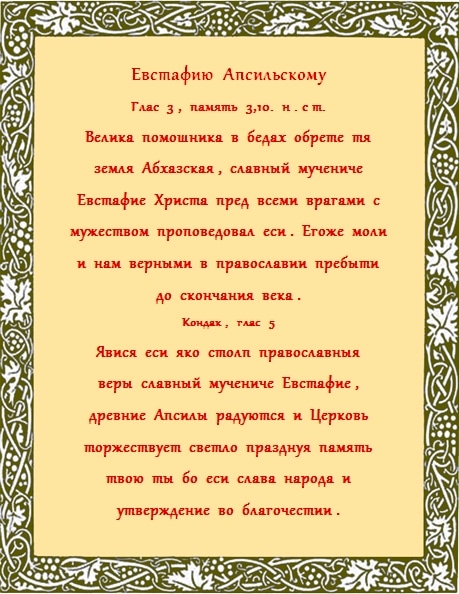 Евстафию Апсильскому
Глас 3, память 3,10. н.ст.
Велика помошника в бедах обрете тя
земля Абхазская, славный мучениче
Евстафие Христа пред всеми врагами с
мужеством проповедовал еси. Егоже моли
и нам верными в православии пребыти
до скончания века.
Кондах, глас 5
Явися еси яко столп православныя
веры славный мучениче Евстафие,
древние Апсилы радуются и Церковь
торжествует светло празднуя память
твою ты бо еси слава народа и
утверждение во благочестии.